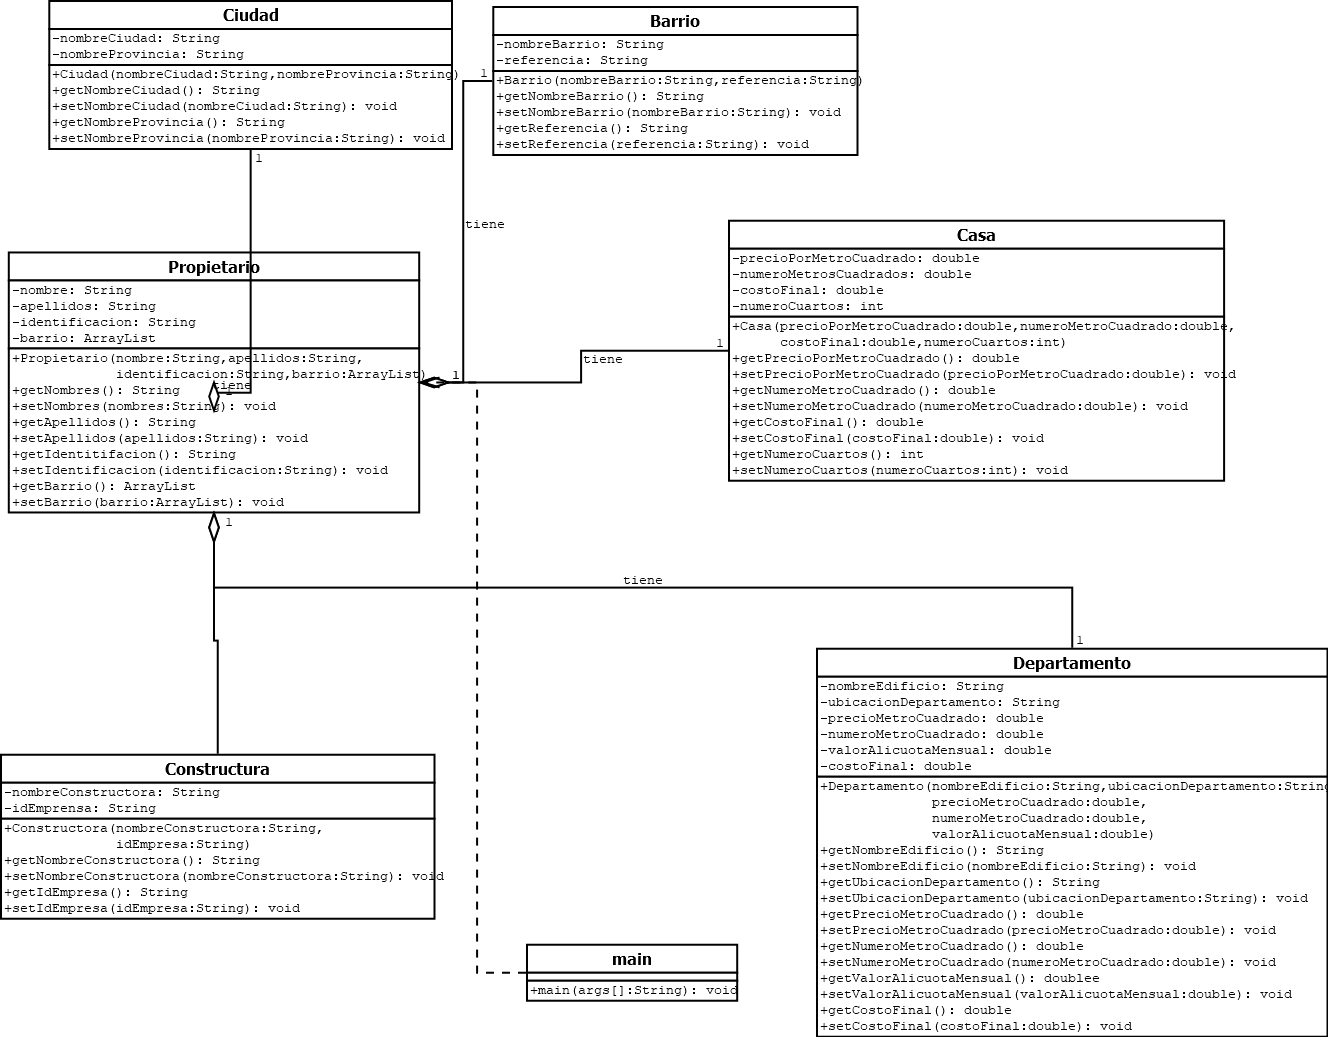 Ciudad
-nombreCiudad: String
-nombreProvincia: String
+Ciudad(nombreCiudad:String,nombreProvincia:String)
+getNombreCiudad(): String
+setNombreCiudad(nombreCiudad:String): void
+getNombreProvincia(): String
+setNombreProvincia(nombreProvincia:String): void
1
Barrio
-nombreBarrio: String
-referencia: String
+Barrio(nombreBarrio:String,referencia:String)
+getNombreBarrio(): String
+setNombreBarrio(nombreBarrio:String): void
+getReferencia(): String
+setReferencia(referencia:String): void
1
tiene
Propietario
-nombre: String
-apellidos: String
-identificacion: String
-barrio: ArrayList
+Propietario(nombre:String,apellidos:String,
identificacion:String,barrio:ArrayList)
+getNombres(): String
+setNombres(nombres:String): void
+getApellidos(): String
+setApellidos(apellidos:String): void
+getIdentitifacion(): String
+setIdentificacion(identificacion:String): void
+getBarrio(): ArrayList
+setBarrio(barrio:ArrayList): void
tiene
1
1
1
tiene
1
Casa
-precioPorMetroCuadrado: double
-numeroMetrosCuadrados: double
-costoFinal: double
-numeroCuartos: int
+Casa(precioPorMetroCuadrado:double,numeroMetroCuadrado:double,
costoFinal:double,numeroCuartos:int)
+getPrecioPorMetroCuadrado(): double
+setPrecioPorMetroCuadrado(precioPorMetroCuadrado:double): void
+getNumeroMetroCuadrado(): double
+setNumeroMetroCuadrado(numeroMetroCuadrado:double): void
+getCostoFinal(): double
+setCostoFinal(costoFinal:double): void
+getNumeroCuartos(): int
+setNumeroCuartos(numeroCuartos:int): void
tiene
1
Departamento
-nombreEdificio: String
-ubicacionDepartamento: String
-precioMetroCuadrado: double
-numeroMetroCuadrado: double
-valorAlicuotaMensual: double
-costoFinal: double
+Departamento(nombreEdificio:String,ubicacionDepartamento:String
precioMetroCuadrado:double,
numeroMetroCuadrado:double,
valorAlicuotaMensual:double)
+getNombreEdificio(): String
+setNombreEdificio(nombreEdificio:String): void
+getUbicacionDepartamento(): String
+setUbicacionDepartamento(ubicacionDepartamento:String): void
+getPrecioMetroCuadrado(): double
+setPrecioMetroCuadrado(precioMetroCuadrado:double): void
+getNumeroMetroCuadrado(): double
+setNumeroMetroCuadrado(numeroMetroCuadrado:double): void
+getValorAlicuotaMensual(): doublee
+setValorAlicuotaMensual(valorAlicuotaMensual:double): void
+getCostoFinal(): double
+setCostoFinal(costoFinal:double): void
Constructura
-nombreConstructora: String
-idEmprensa: String
+Constructora(nombreConstructora:String,
idEmpresa:String)
+getNombreConstructora(): String
+setNombreConstructora(nombreConstructora:String): void
+getIdEmpresa(): String
+setIdEmpresa(idEmpresa:String): void
main
+main(args[]:String): void